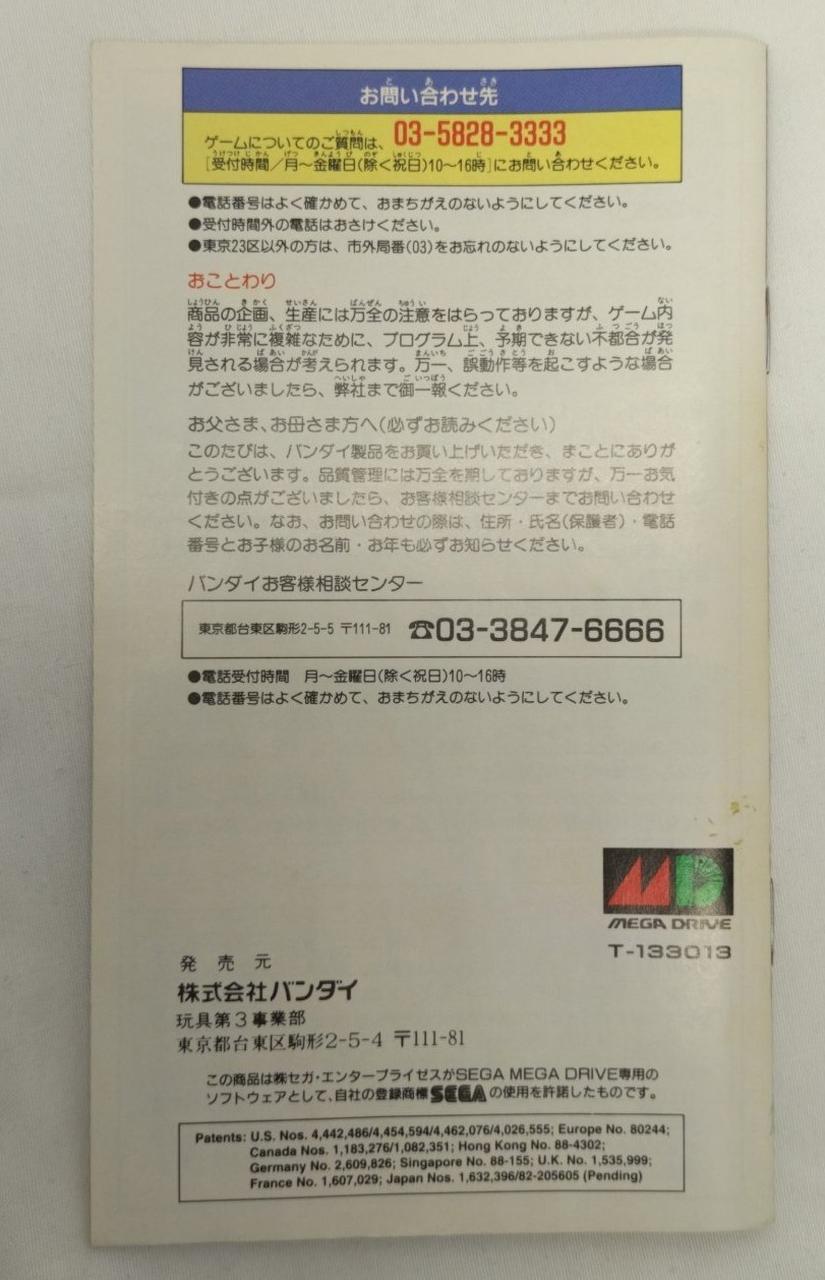 お問い合わせ先
ゲームについてのご質問は、03-5828-3333
[受付時間／月〜金曜日(除く祝日)10〜16時]にお問い合わせください。
●電話番号はよく確かめて、おまちがえのないようにしてください。
●受付時間外の電話はおさけください。
●東京23区以外の方は、市外局番(03)をお忘れのないようにしてください。
おことわり
商品の企画、生産には万全の注意をはらっておりますが、ゲーム内
容が非常に複雑なために、プログラム上、予期できない不都合が発
見される場合が考えられます。万一、誤動作等を起こすような場合
がございましたら、弊社まで御一報ください。
お父さま、お母さま方へ(必ずお読みください)
このたびは、バンダイ製品をお買い上げいただき、まことにありが
とうございます。品質管理には万全を期しておりますが、万一お気
付きの点がございましたら、お客様相談センターまでお問い合わせ
ください。なお、お問い合わせの際は、住所・氏名(保護者)・電話
番号とお子様のお名前・お年も必ずお知らせください。
バンダイお客様相談センター
東京都台東区駒形2-5-5 〒111-81 ☎03-3847-6666
●電話受付時間 月〜金曜日(除く祝日)10〜16時
●電話番号はよく確かめて、おまちがえのないようにしてください。
MD
MEGA DRIVE
T-133013
発売元
株式会社バンダイ
玩具第3事業部
東京都台東区駒形2-5-4 〒111-81
この商品は㈱セガ・エンタープライゼスがSEGA MEGA DRIVE専用の
ソフトウェアとして、自社の登録商標SEGAの使用を許諾したものです。
Patents: U.S. Nos. 4,442,486/4,454,594/4,462,076/4,026,555; Europe No. 80244;
Canada Nos. 1,183,276/1,082,351; Hong Kong No. 88-4302;
Germany No. 2,609,826; Singapore No. 88-155; U.K. No. 1,535,999;
France No. 1,607,029; Japan Nos. 1,632,396/82-205605 (Pending)